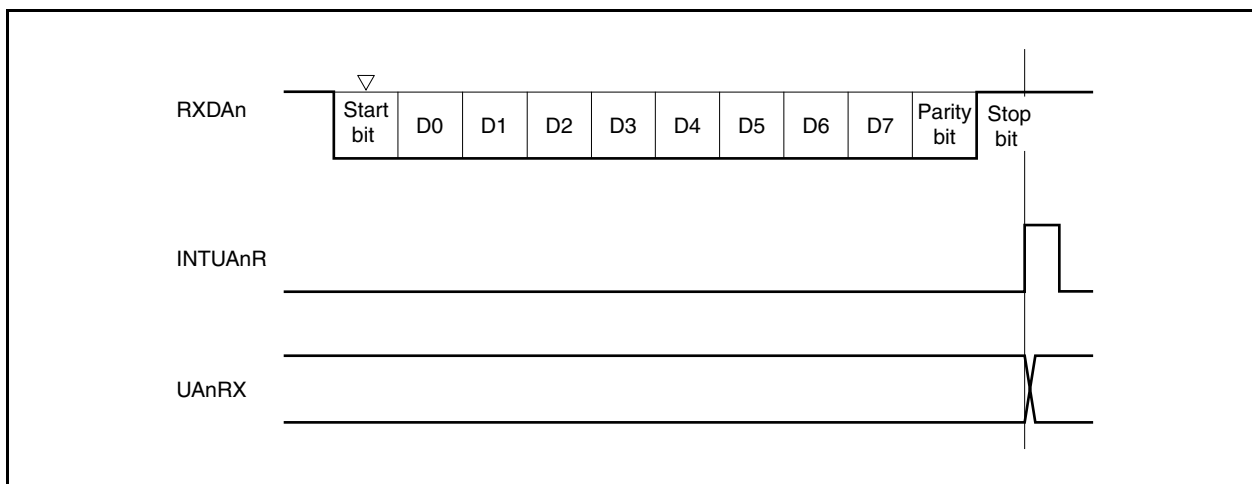 RXDAn
Start bit
D0
D1
D2
D3
D4
D5
D6
D7
Parity bit
Stop bit
INTUAnR
UAnRX